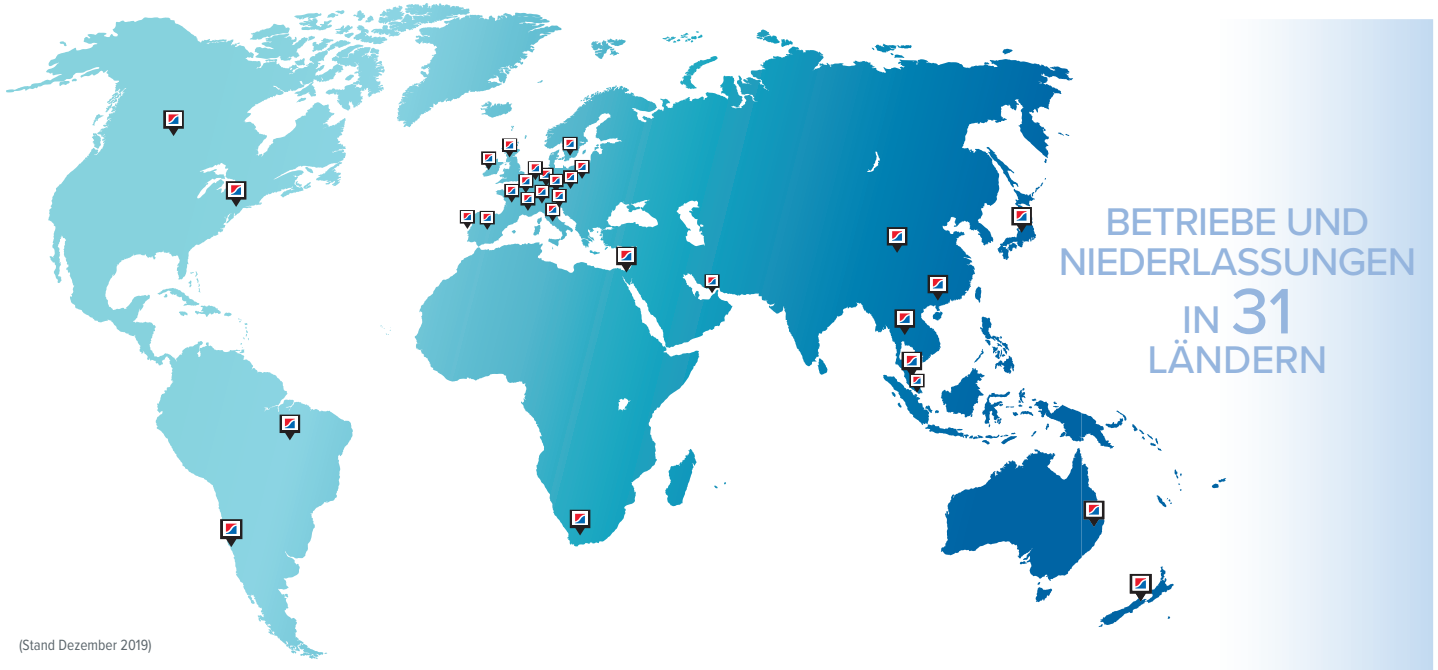 BETRIEBE UND
NIEDERLASSUNGEN
IN 31
LÄNDERN
(Stand Dezember 2019)